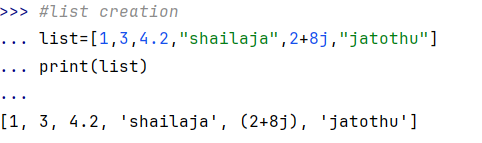 >>> #list creation
... list=[1,3,4.2,"shailaja",2+8j,"jatothu"]
... print(list)
...
[1, 3, 4.2, 'shailaja', (2+8j), 'jatothu']